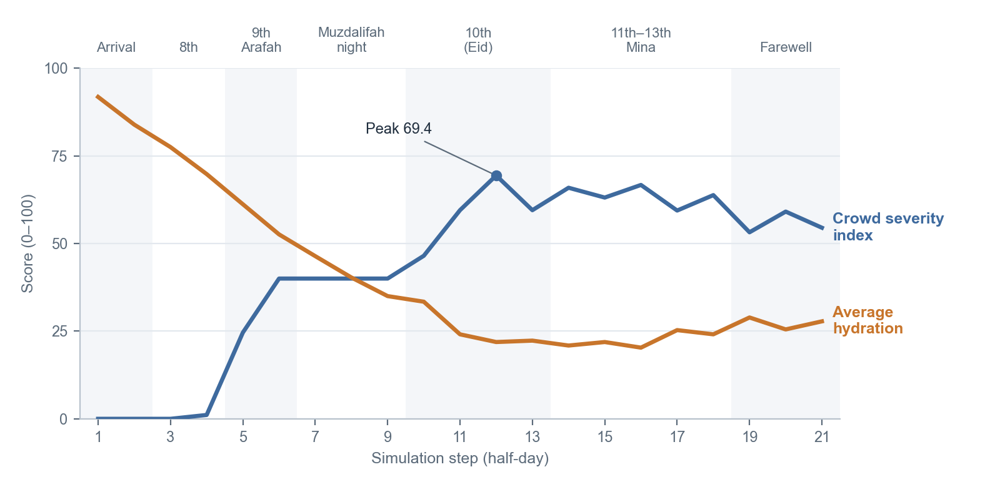 9th
Muzdalifah
10th
11th–13th
Arrival
8th
Arafah
night
(Eid)
Mina
Farewell
100
75
50
25
0
Score (0–100)
Peak 69.4
Crowd severity
index
Average
hydration
1
3
5
7
9
11
13
15
17
19
21
Simulation step (half-day)